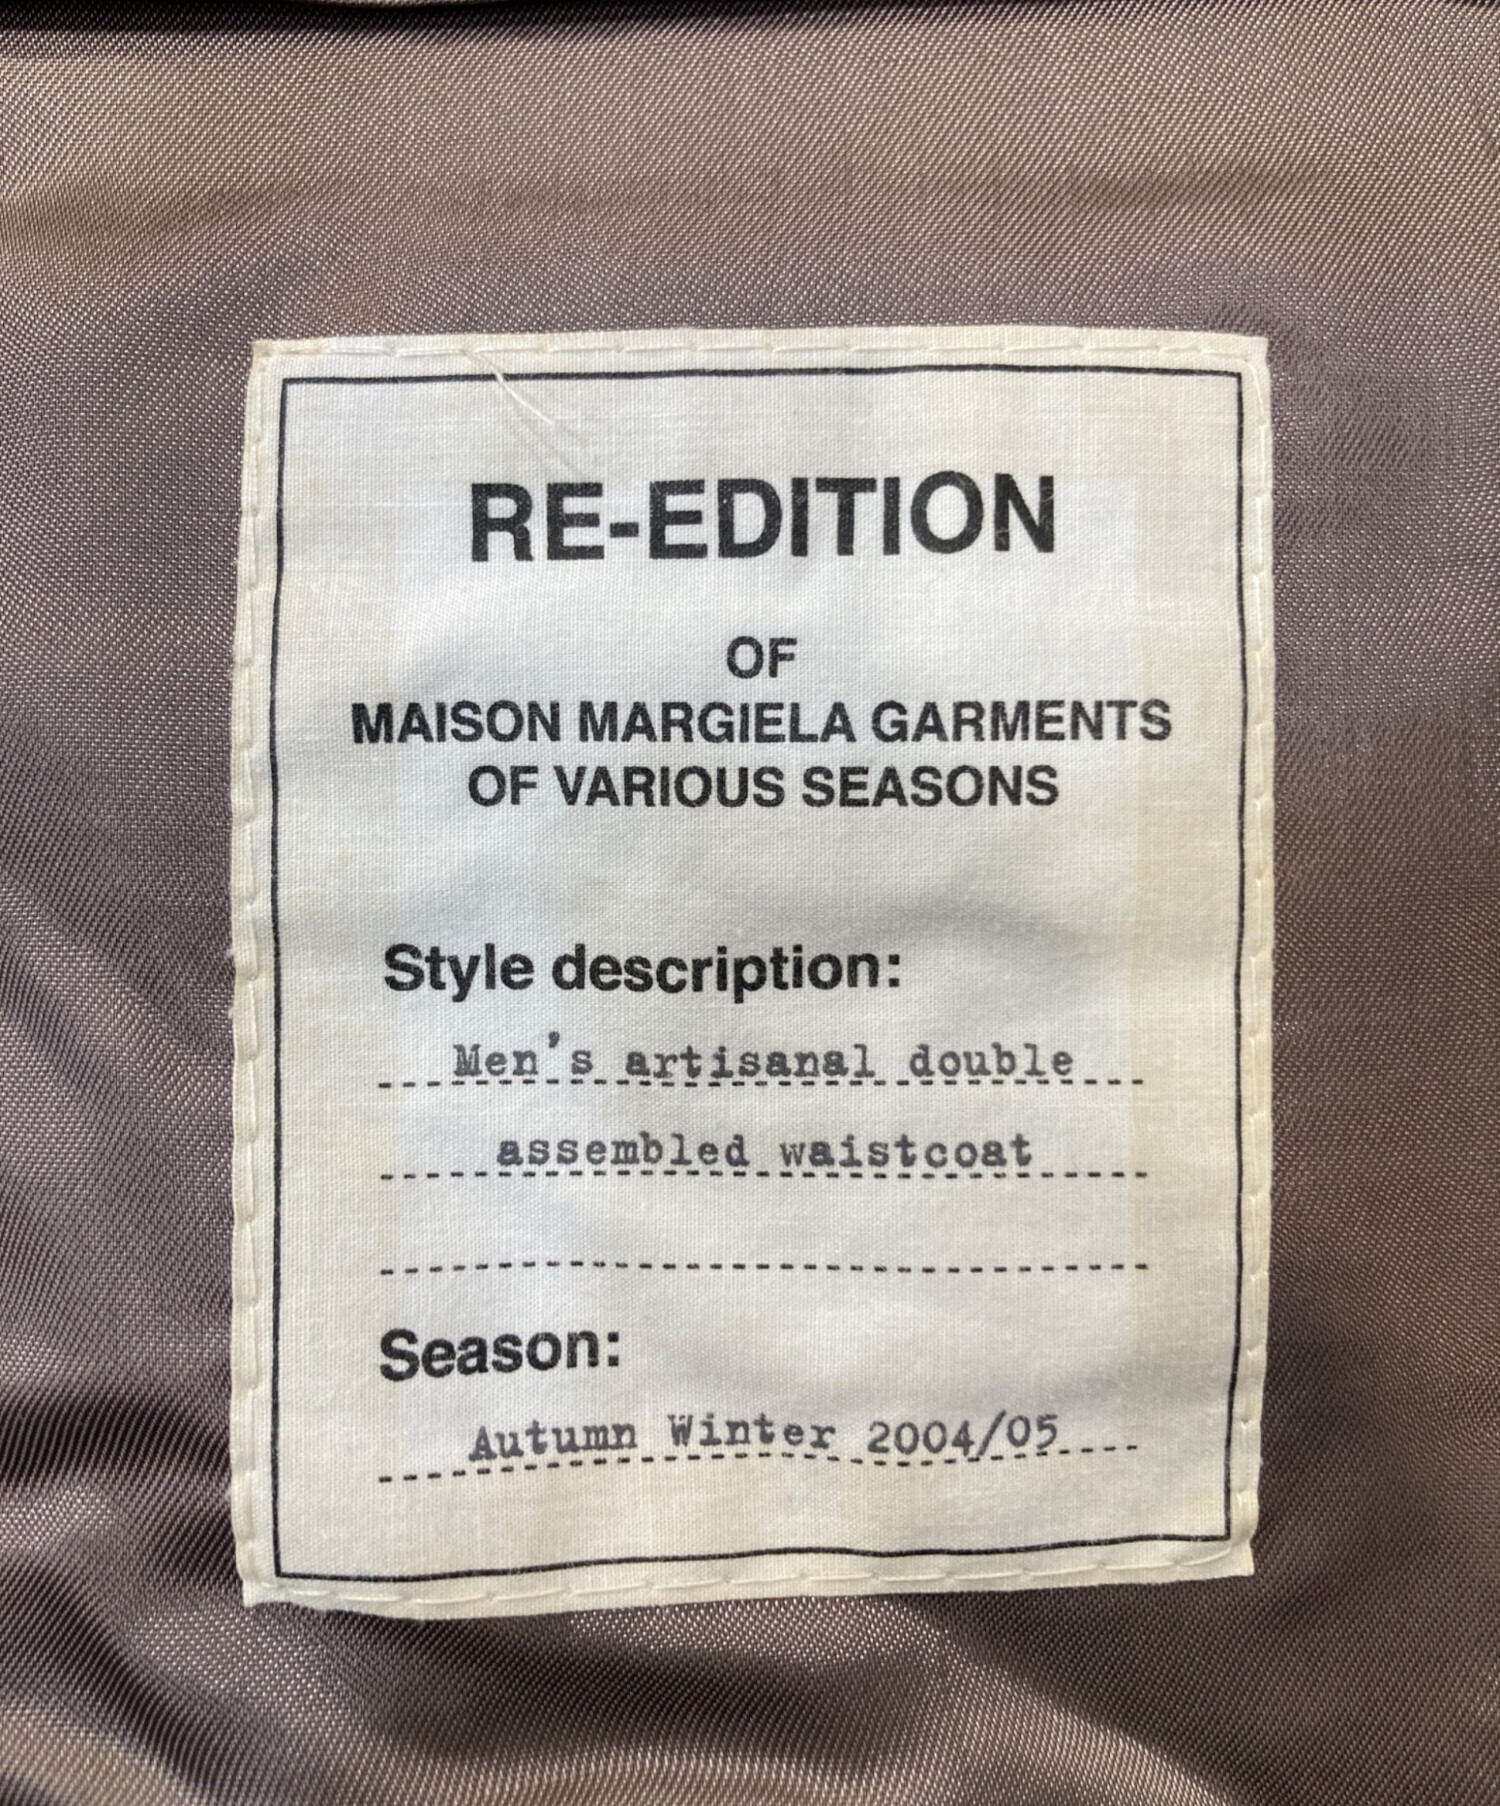 RE-EDITION
OF
MAISON MARGIELA GARMENTS
OF VARIOUS SEASONS
Style description:
Men's artisanal double
assembled waistcoat
Season:
Autumn Winter 2004/05